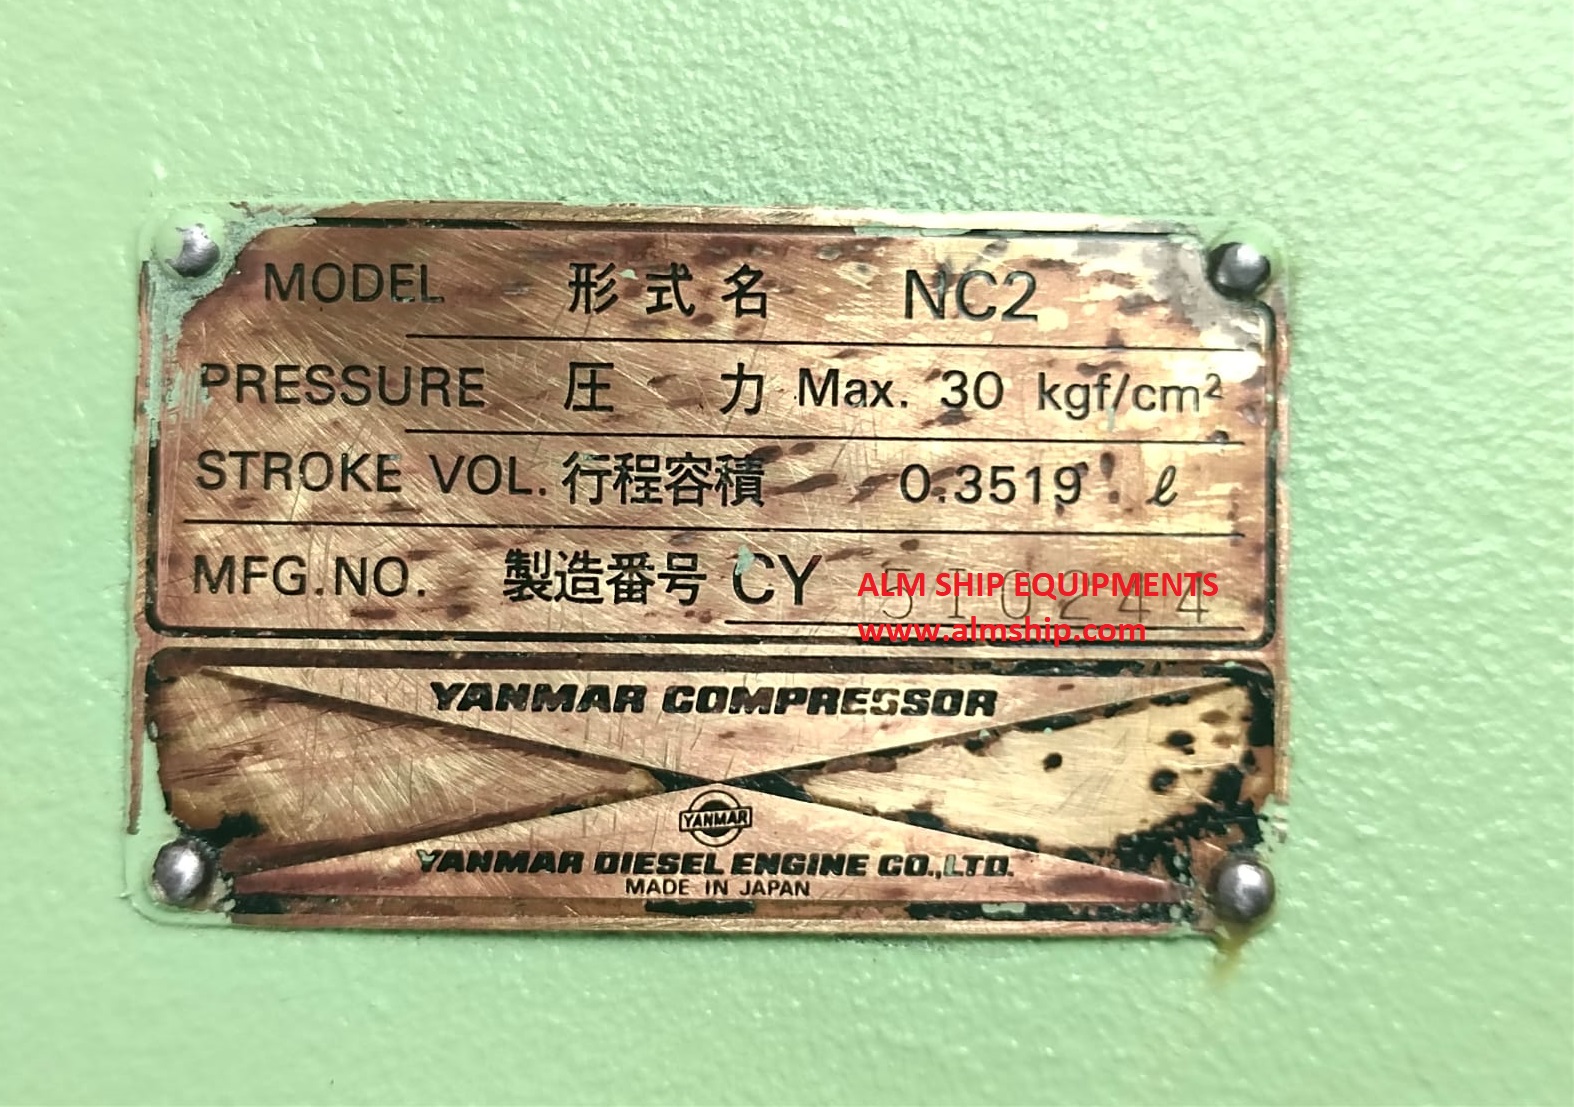 MODEL 形式名 NC2
PRESSURE 圧力 Max. 30 kgf/cm²
STROKE VOL. 行程容積 0.3519 ℓ
MFG.NO. 製造番号 CY 510244
ALM SHIP EQUIPMENTS
www.almship.com
YANMAR COMPRESSOR
YANMAR
YANMAR DIESEL ENGINE CO.,LTD.
MADE IN JAPAN